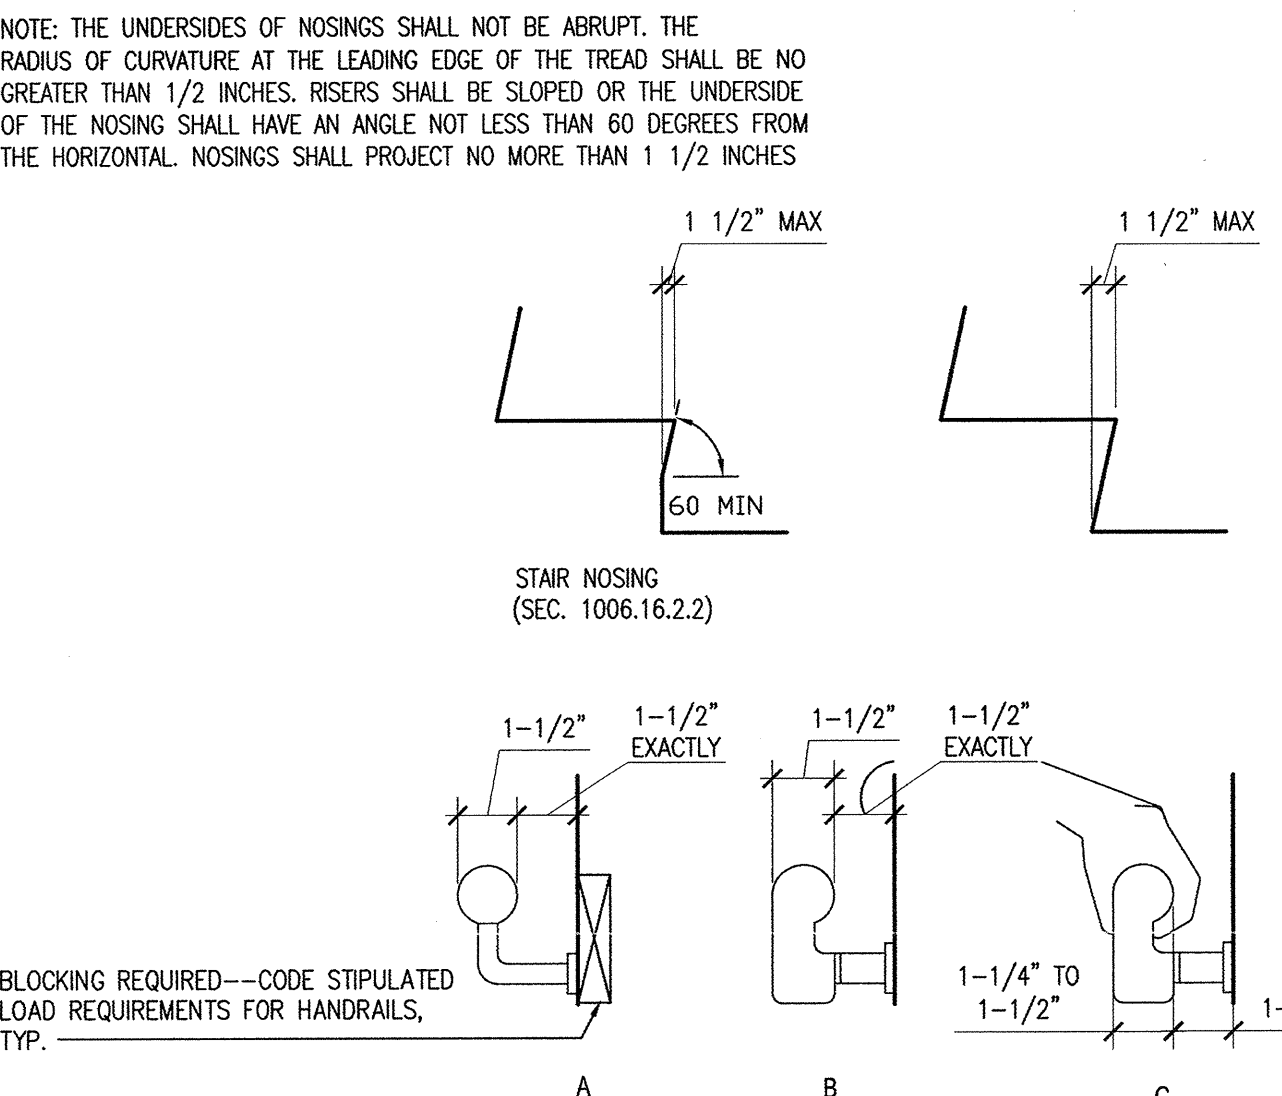 NOTE: THE UNDERSIDES OF NOSINGS SHALL NOT BE ABRUPT. THE
RADIUS OF CURVATURE AT THE LEADING EDGE OF THE TREAD SHALL BE NO
GREATER THAN 1/2 INCHES. RISERS SHALL BE SLOPED OR THE UNDERSIDE
OF THE NOSING SHALL HAVE AN ANGLE NOT LESS THAN 60 DEGREES FROM
THE HORIZONTAL. NOSINGS SHALL PROJECT NO MORE THAN 1 1/2 INCHES
1 1/2" MAX
1 1/2" MAX
60 MIN
STAIR NOSING
(SEC. 1006.16.2.2)
1-1/2"
1-1/2"
EXACTLY
1-1/2"
1-1/2"
EXACTLY
BLOCKING REQUIRED--CODE STIPULATED
LOAD REQUIREMENTS FOR HANDRAILS,
TYP.
1-1/4" TO
1-1/2"
1-
A
B